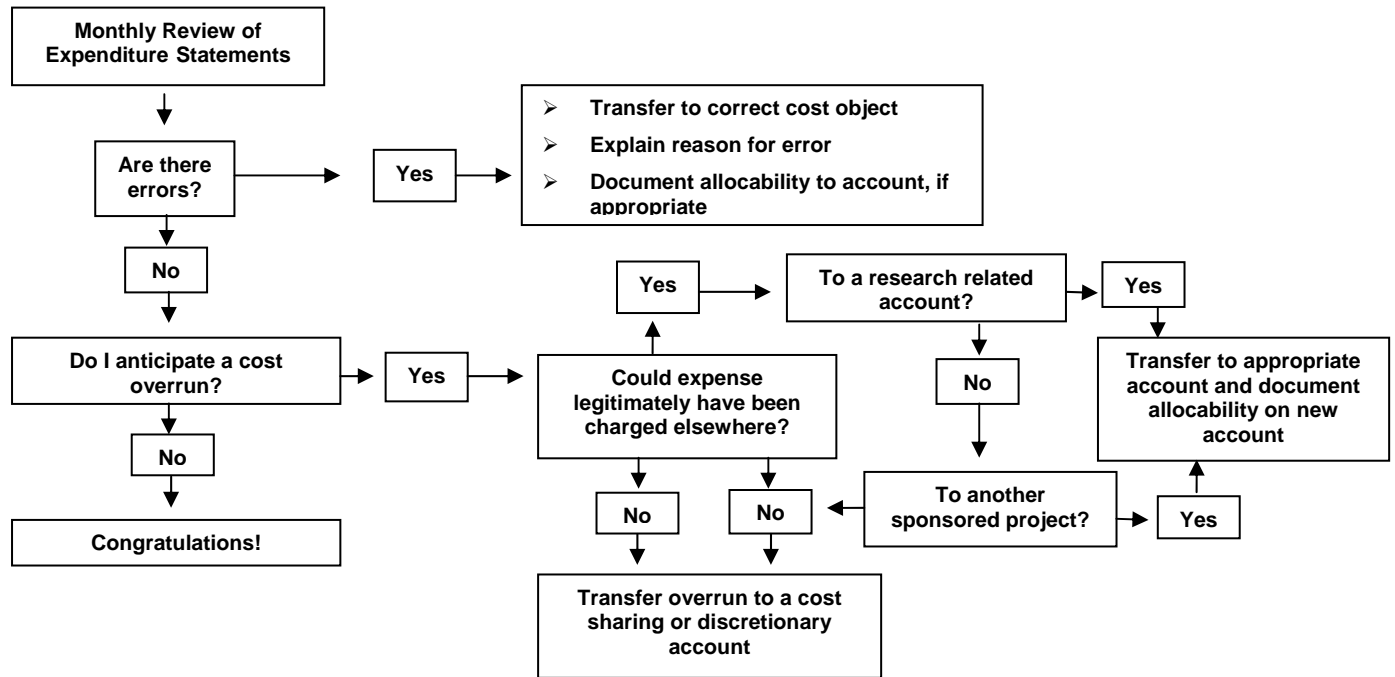 Monthly Review of
Expenditure Statements
➢ Transfer to correct cost object
➢ Explain reason for error
➢ Document allocability to account, if
appropriate
Are there
errors?
Yes
No
Yes
To a research related
account?
Yes
Do I anticipate a cost
overrun?
Yes
Could expense
legitimately have been
charged elsewhere?
No
Transfer to appropriate
account and document
allocability on new
account
No
No
No
To another
sponsored project?
Yes
Congratulations!
Transfer overrun to a cost
sharing or discretionary
account